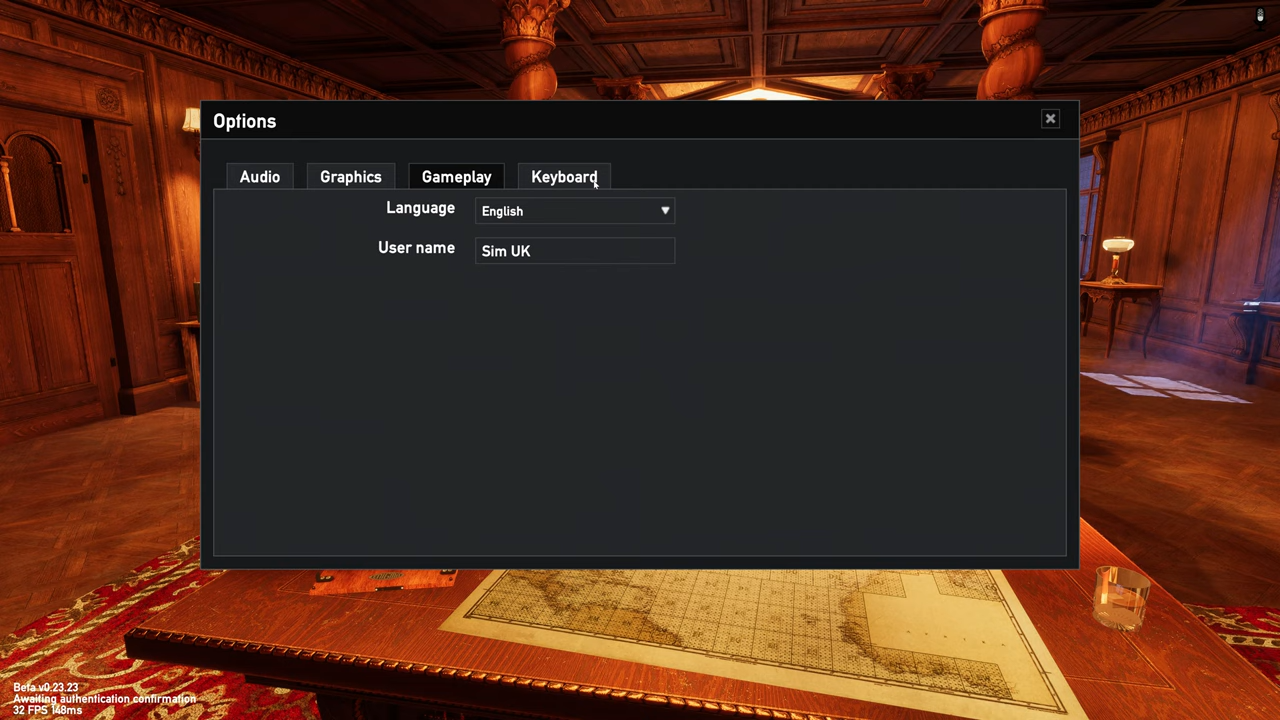 Options
Audio Graphics Gameplay Keyboard
Language English
User name Sim UK
Beta v0.23.23
Awaiting authentication confirmation
32 FPS 148ms